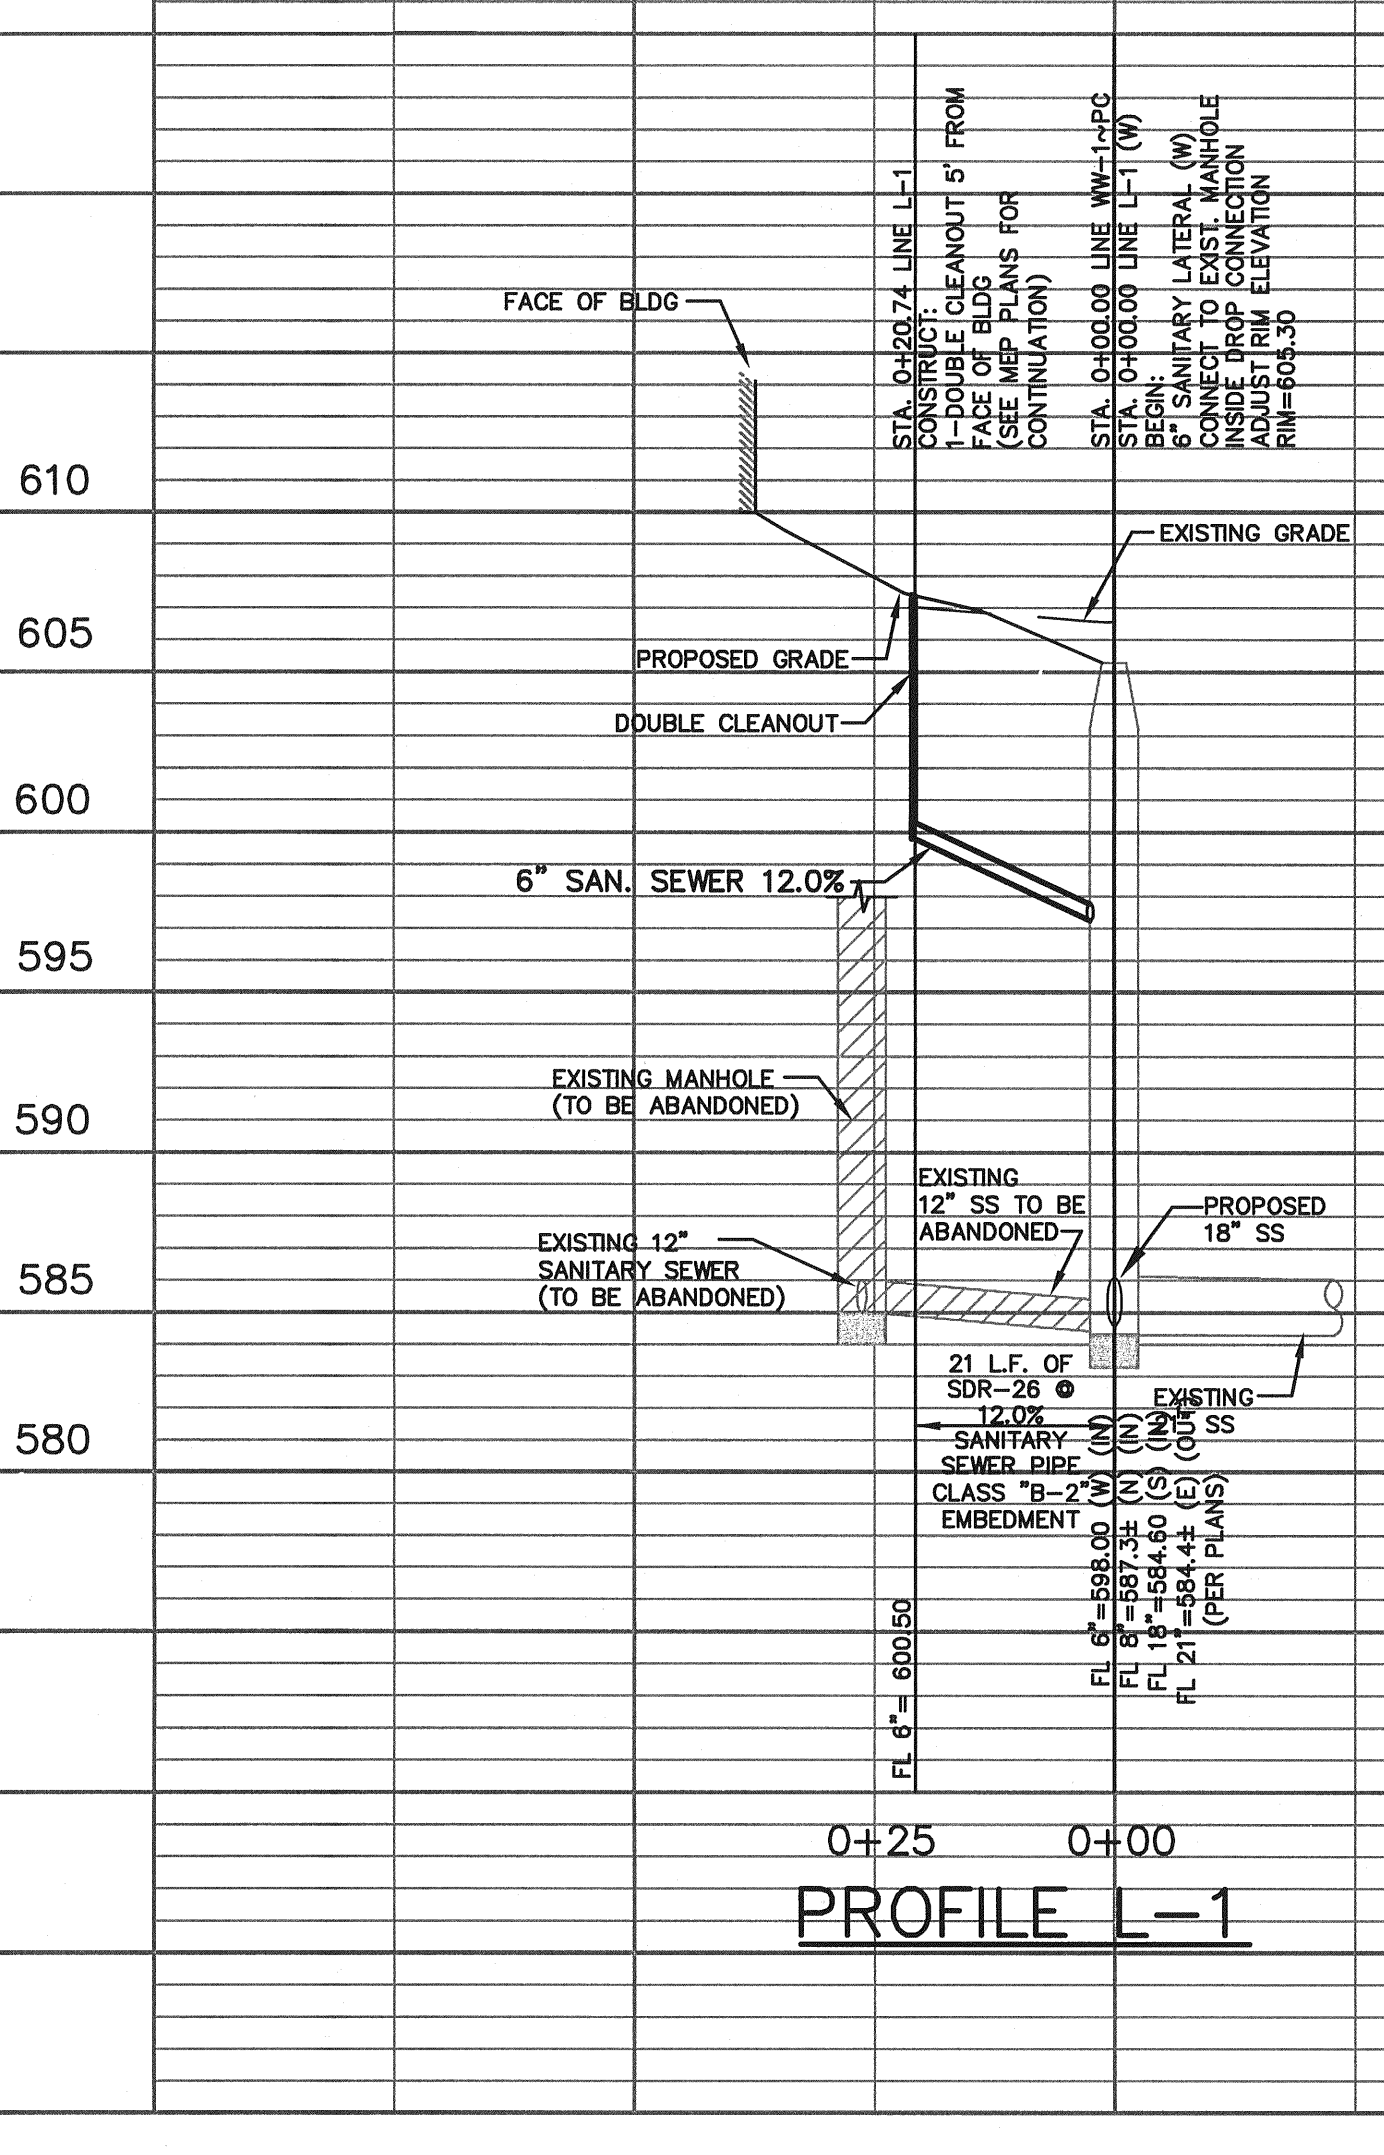 STA. 0+20.74 LINE L-1
CONSTRUCT:
1-DOUBLE CLEANOUT 5' FROM
FACE OF BLDG
(SEE MEP PLANS FOR
CONTINUATION)
STA. 0+00.00 LINE WW-1~PC
STA. 0+00.00 LINE L-1 (W)
BEGIN:
6" SANITARY LATERAL (W)
CONNECT TO EXIST. MANHOLE
INSIDE DROP CONNECTION
ADJUST RIM ELEVATION
RIM=605.30
FACE OF BLDG
610
EXISTING GRADE
605
PROPOSED GRADE
DOUBLE CLEANOUT
600
6" SAN. SEWER 12.0%
595
EXISTING MANHOLE
(TO BE ABANDONED)
590
EXISTING
12" SS TO BE
ABANDONED
PROPOSED
18" SS
EXISTING 12"
SANITARY SEWER
(TO BE ABANDONED)
585
21 L.F. OF
SDR-26 @
12.0%
SANITARY
SEWER PIPE
CLASS "B-2"
EMBEDMENT
EXISTING
21" SS
580
FL 6"= 600.50
FL 6"=598.00 (W) (IN)
FL 8"=587.3± (N) (IN)
FL 18"=584.60 (S) (IN)
FL 21"=584.4± (E) (OUT)
(PER PLANS)
0+25
0+00
PROFILE L-1